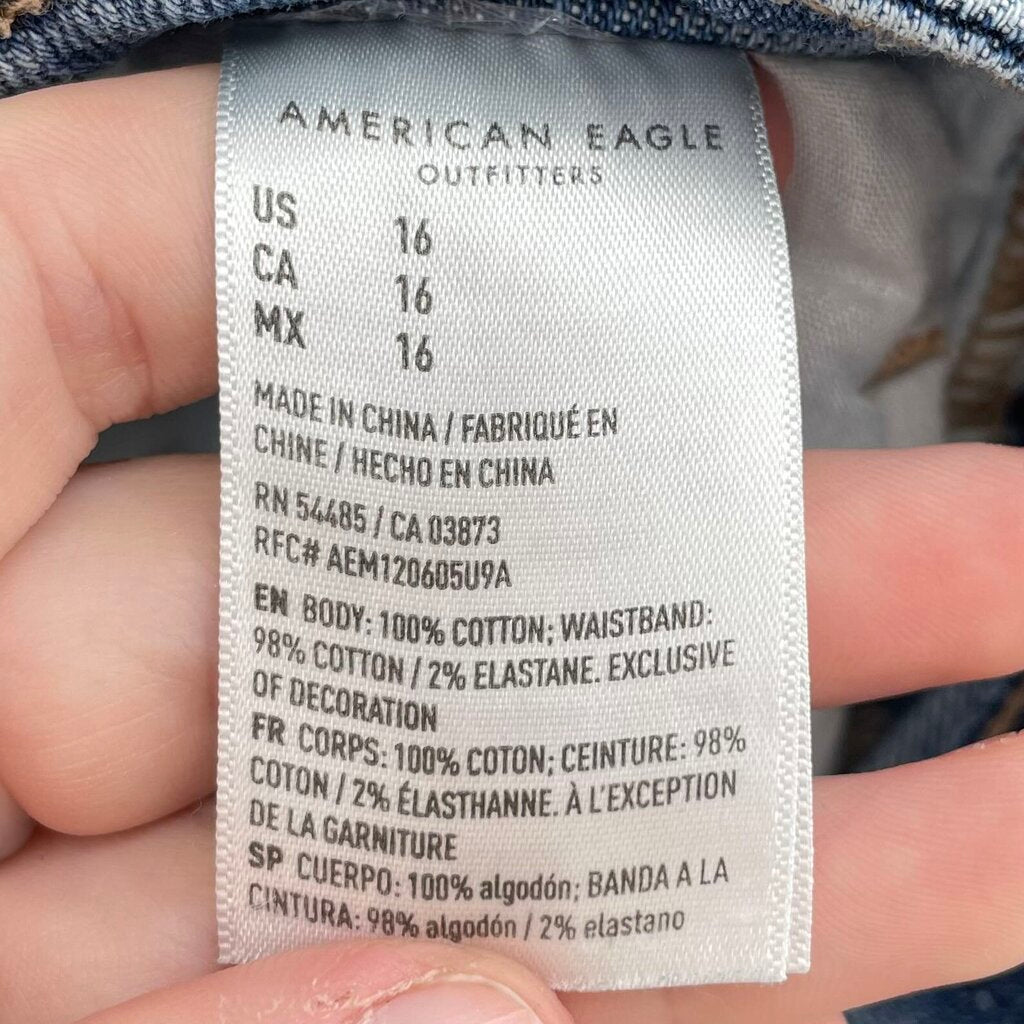 AMERICAN EAGLE
OUTFITTERS
US 16
CA 16
MX 16
MADE IN CHINA / FABRIQUÉ EN
CHINE / HECHO EN CHINA
RN 54485 / CA 03873
RFC# AEM120605U9A
EN BODY: 100% COTTON; WAISTBAND:
98% COTTON / 2% ELASTANE. EXCLUSIVE
OF DECORATION
FR CORPS: 100% COTON; CEINTURE: 98%
COTON / 2% ÉLASTHANNE. À L'EXCEPTION
DE LA GARNITURE
SP CUERPO: 100% algodón; BANDA A LA
CINTURA: 98% algodón / 2% elastano